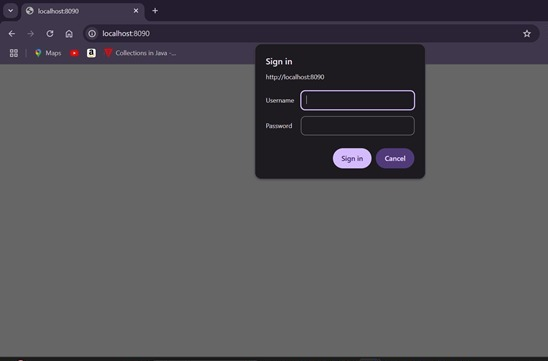 localhost:8090
localhost:8090
Maps
a
Collections in Java -...
Sign in
http://localhost:8090
Username
Password
Sign in
Cancel